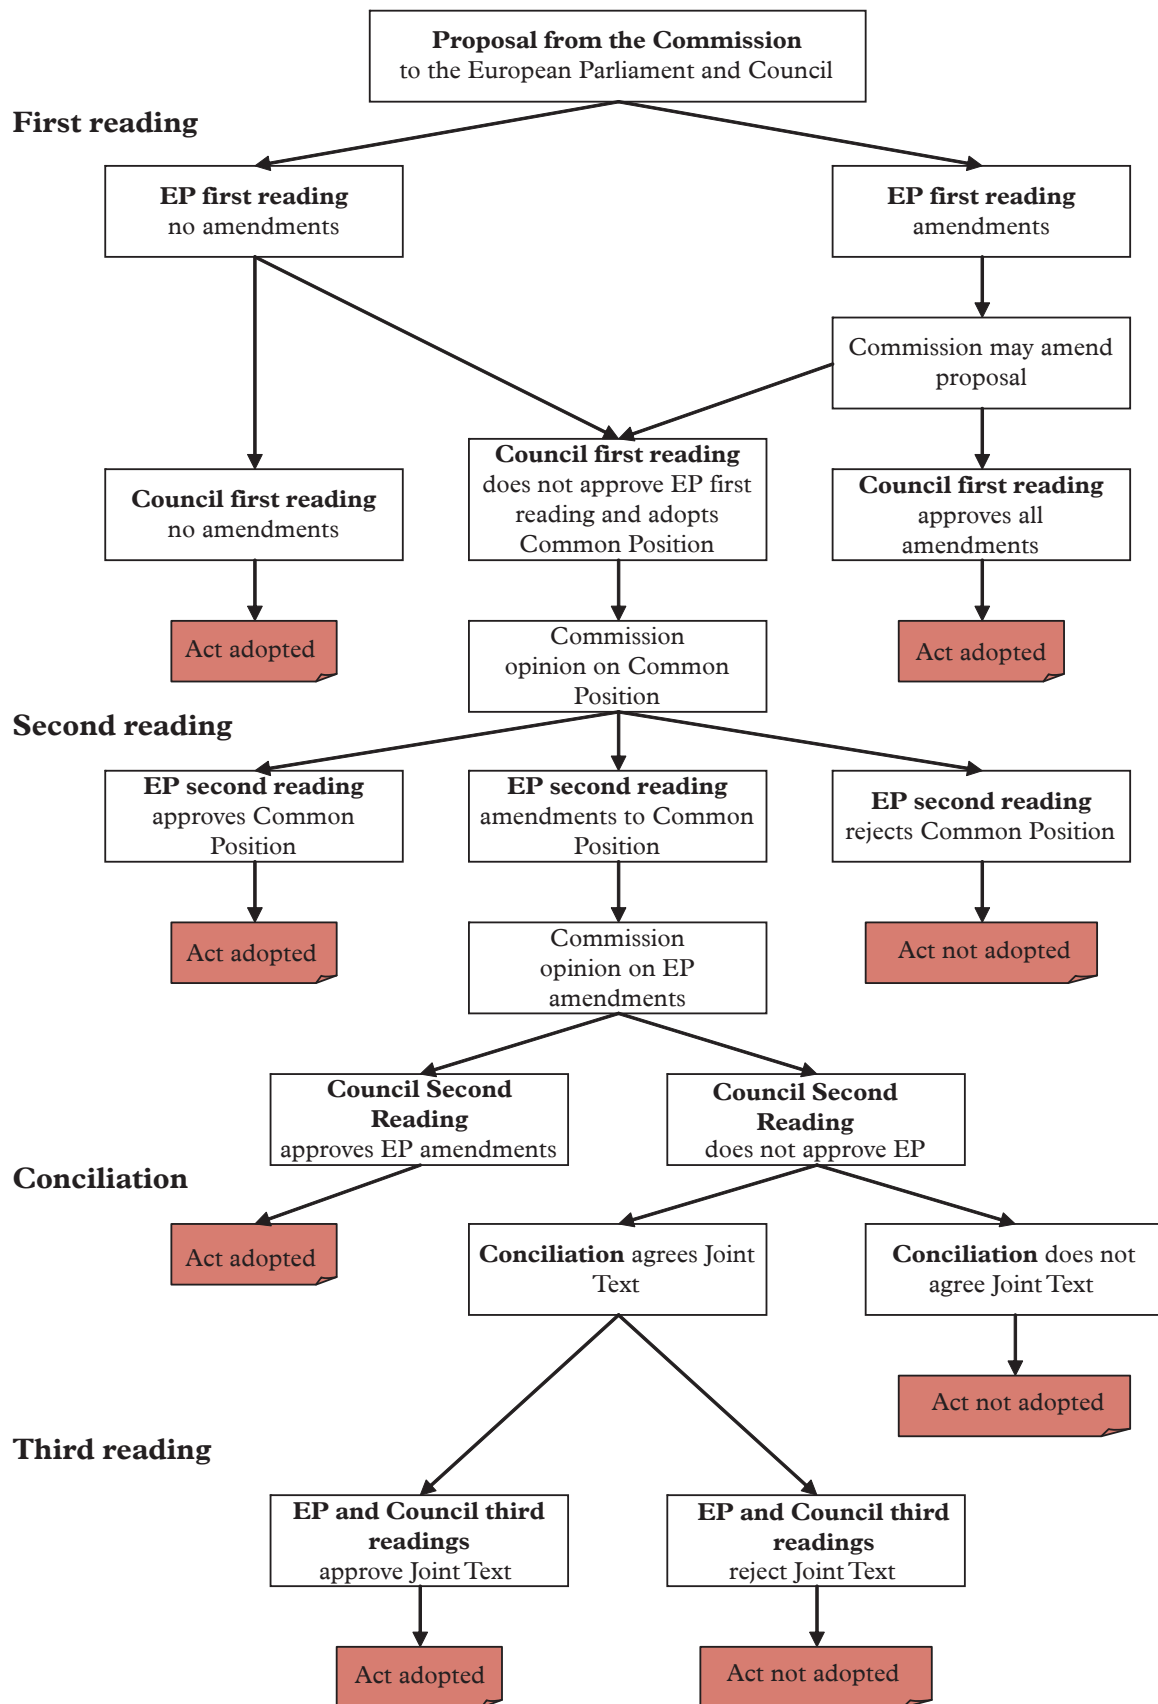 Proposal from the Commission
to the European Parliament and Council
First reading
EP first reading
no amendments
EP first reading
amendments
Commission may amend
proposal
Council first reading
no amendments
Council first reading
does not approve EP first
reading and adopts
Common Position
Council first reading
approves all
amendments
Act adopted
Commission
opinion on Common
Position
Act adopted
Second reading
EP second reading
approves Common
Position
EP second reading
amendments to Common
Position
EP second reading
rejects Common Position
Act adopted
Commission
opinion on EP
amendments
Act not adopted
Council Second
Reading
approves EP amendments
Council Second
Reading
does not approve EP
Conciliation
Act adopted
Conciliation agrees Joint
Text
Conciliation does not
agree Joint Text
Act not adopted
Third reading
EP and Council third
readings
approve Joint Text
EP and Council third
readings
reject Joint Text
Act adopted
Act not adopted